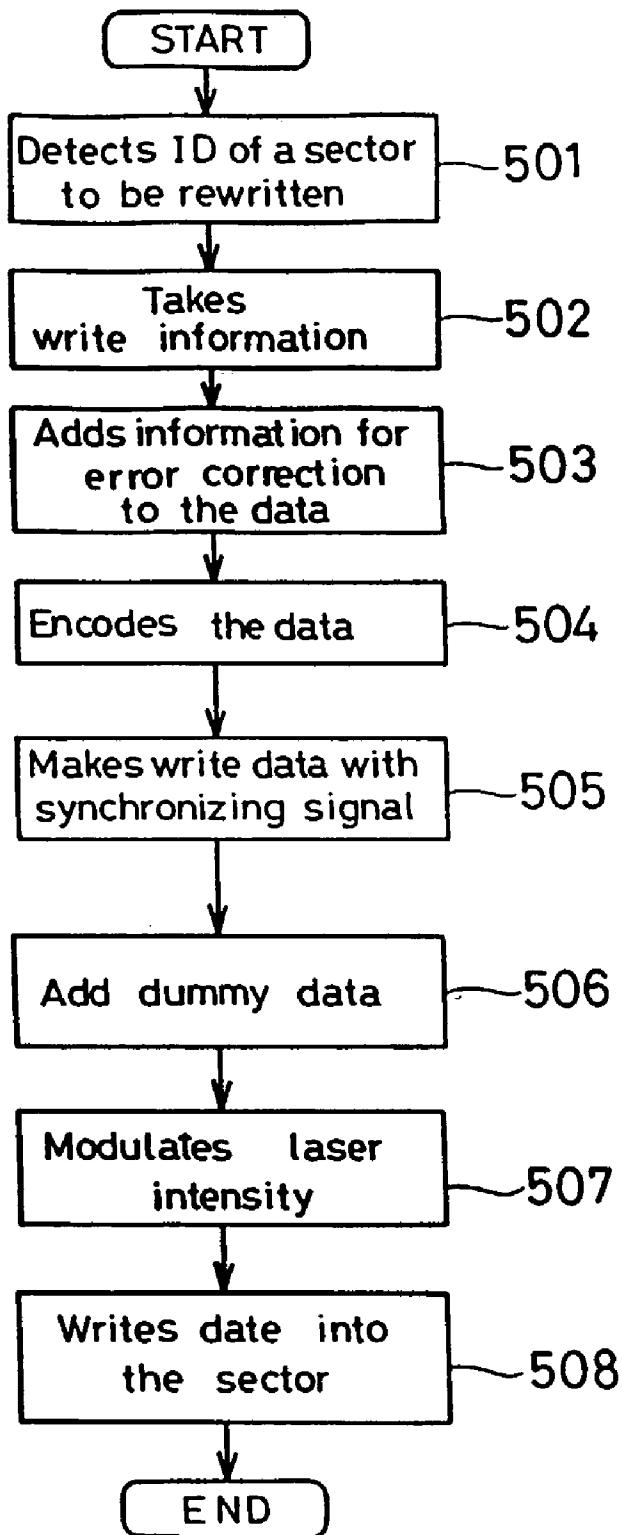 START
Detects ID of a sector
to be rewritten
501
Takes
write information
502
Adds information for
error correction
to the data
503
Encodes the data
504
Makes write data with
synchronizing signal
505
Add dummy data
506
Modulates laser
intensity
507
Writes date into
the sector
508
END